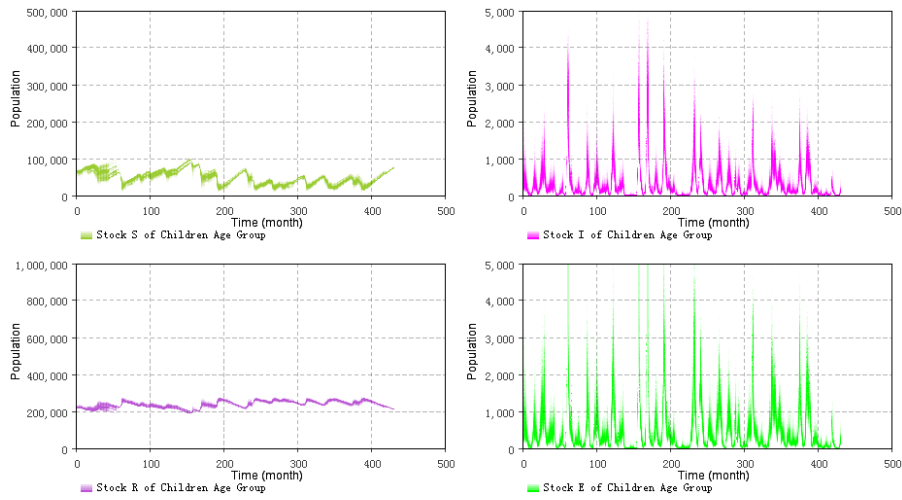 500,000
400,000
300,000
200,000
100,000
0
Population
0 100 200 300 400 500
Time (month)
Stock S of Children Age Group
5,000
4,000
3,000
2,000
1,000
0
Population
0 100 200 300 400 500
Time (month)
Stock I of Children Age Group
1,000,000
800,000
600,000
400,000
200,000
0
Population
0 100 200 300 400 500
Time (month)
Stock R of Children Age Group
5,000
4,000
3,000
2,000
1,000
0
Population
0 100 200 300 400 500
Time (month)
Stock E of Children Age Group